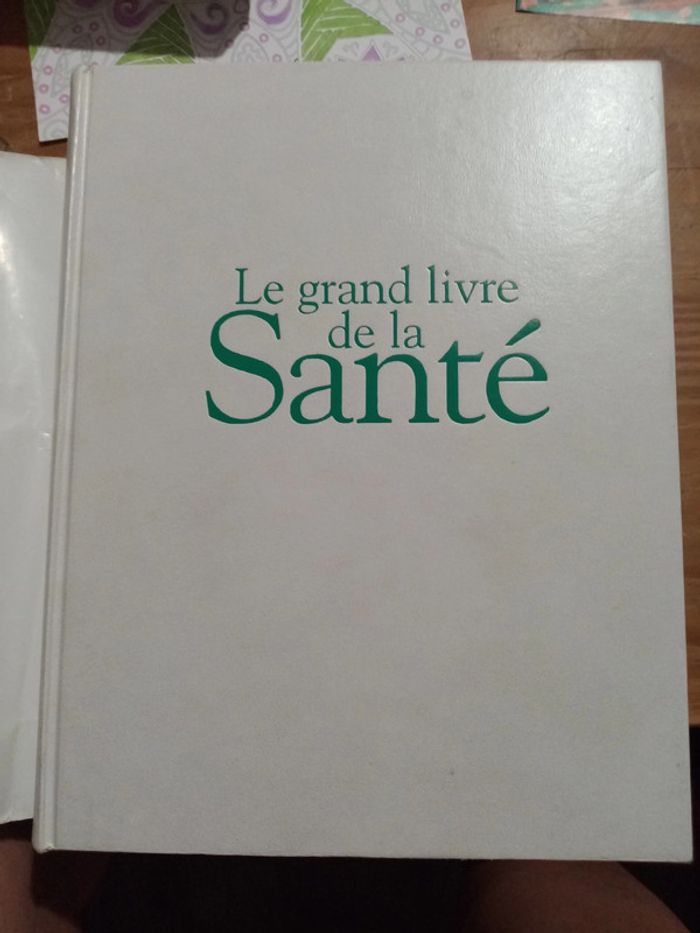 Le grand livre
de la
Santé